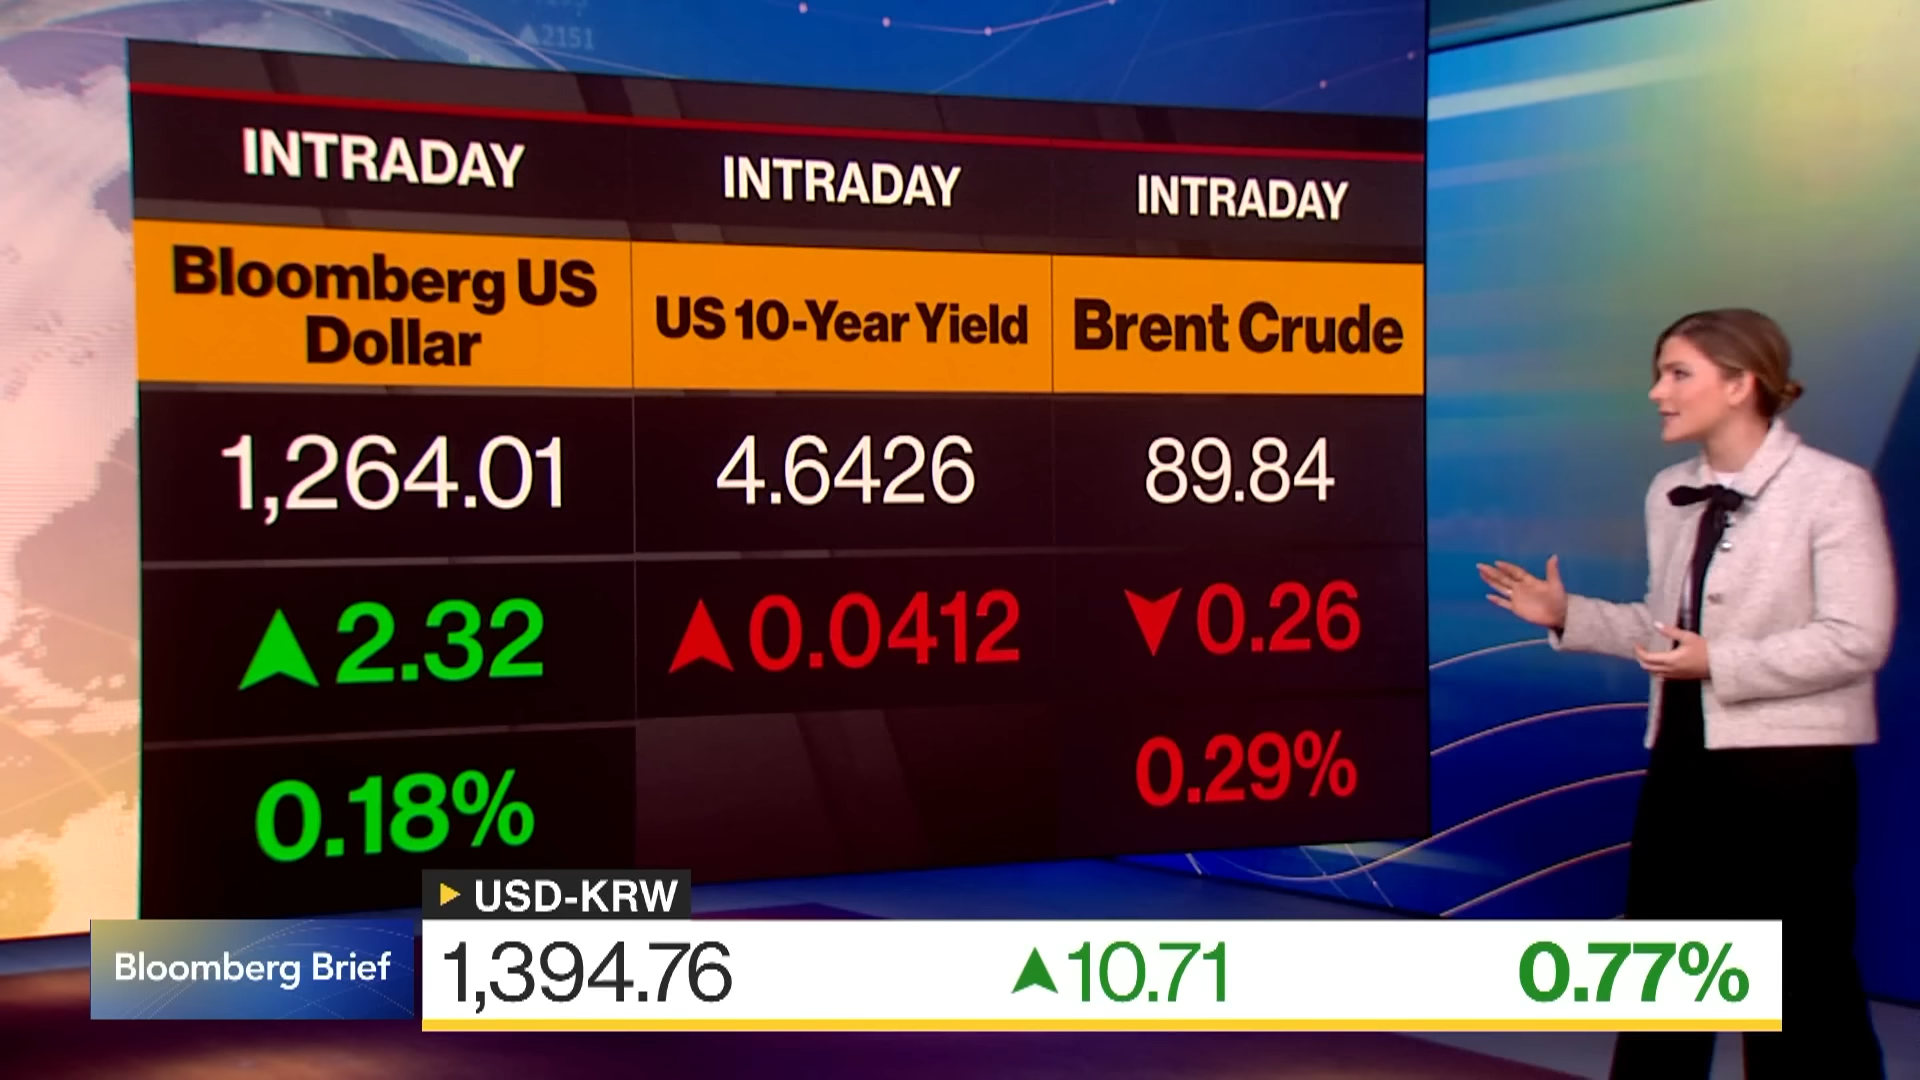 ▲2151
INTRADAY INTRADAY INTRADAY
Bloomberg US
Dollar
US 10-Year Yield
Brent Crude
1,264.01 4.6426 89.84
▲2.32 ▲0.0412 ▼0.26
0.18% 0.29%
▶ USD-KRW
Bloomberg Brief
1,394.76 ▲10.71 0.77%